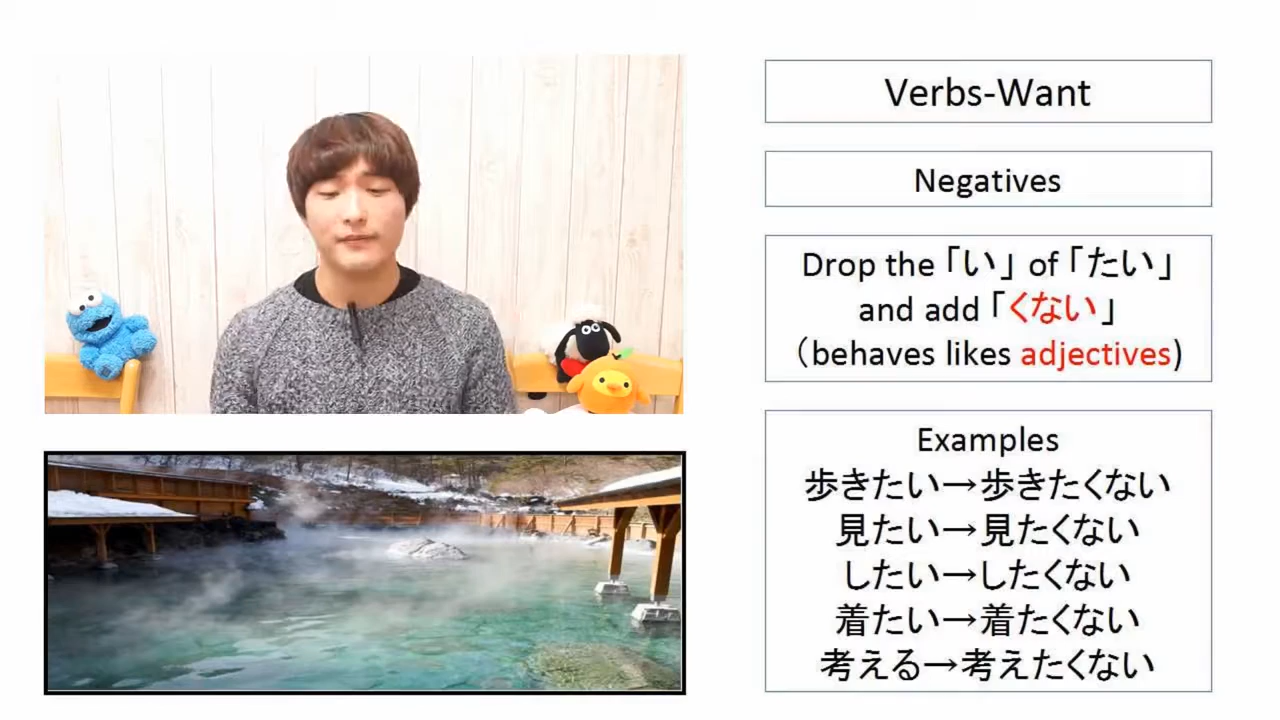 Verbs-Want
Negatives
Drop the 「い」 of 「たい」
and add 「くない」
(behaves likes adjectives)
Examples
歩きたい→歩きたくない
見たい→見たくない
したい→したくない
着たい→着たくない
考える→考えたくない